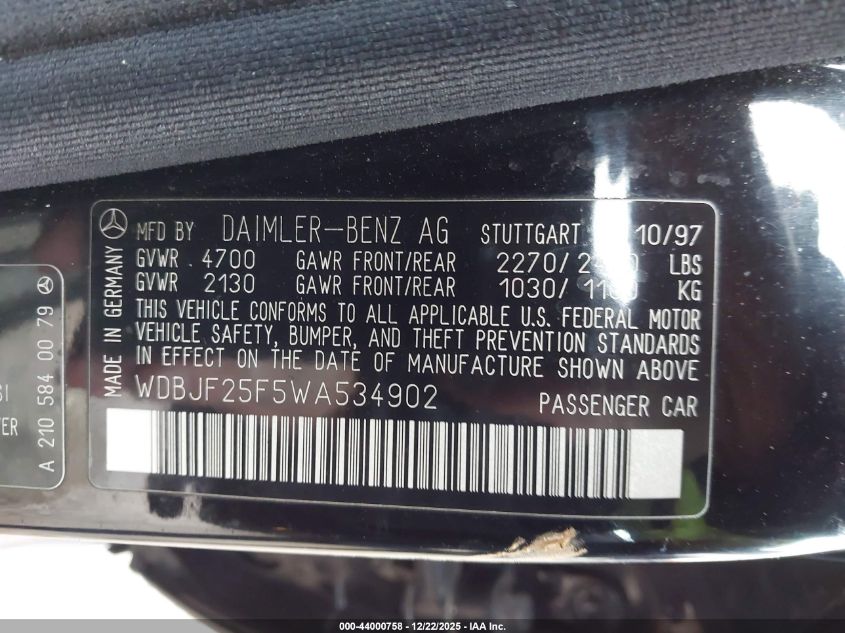 MFD BY DAIMLER-BENZ AG STUTTGART 10/97
GVWR 4700 GAWR FRONT/REAR 2270/ LBS
GVWR 2130 GAWR FRONT/REAR 1030/ KG
THIS VEHICLE CONFORMS TO ALL APPLICABLE U.S. FEDERAL MOTOR
VEHICLE SAFETY, BUMPER, AND THEFT PREVENTION STANDARDS
IN EFFECT ON THE DATE OF MANUFACTURE SHOWN ABOVE
WDBJF25F5WA534902 PASSENGER CAR
MADE IN GERMANY
A 210 584 00 79
000-44000758 - 12/22/2025 - IAA Inc.